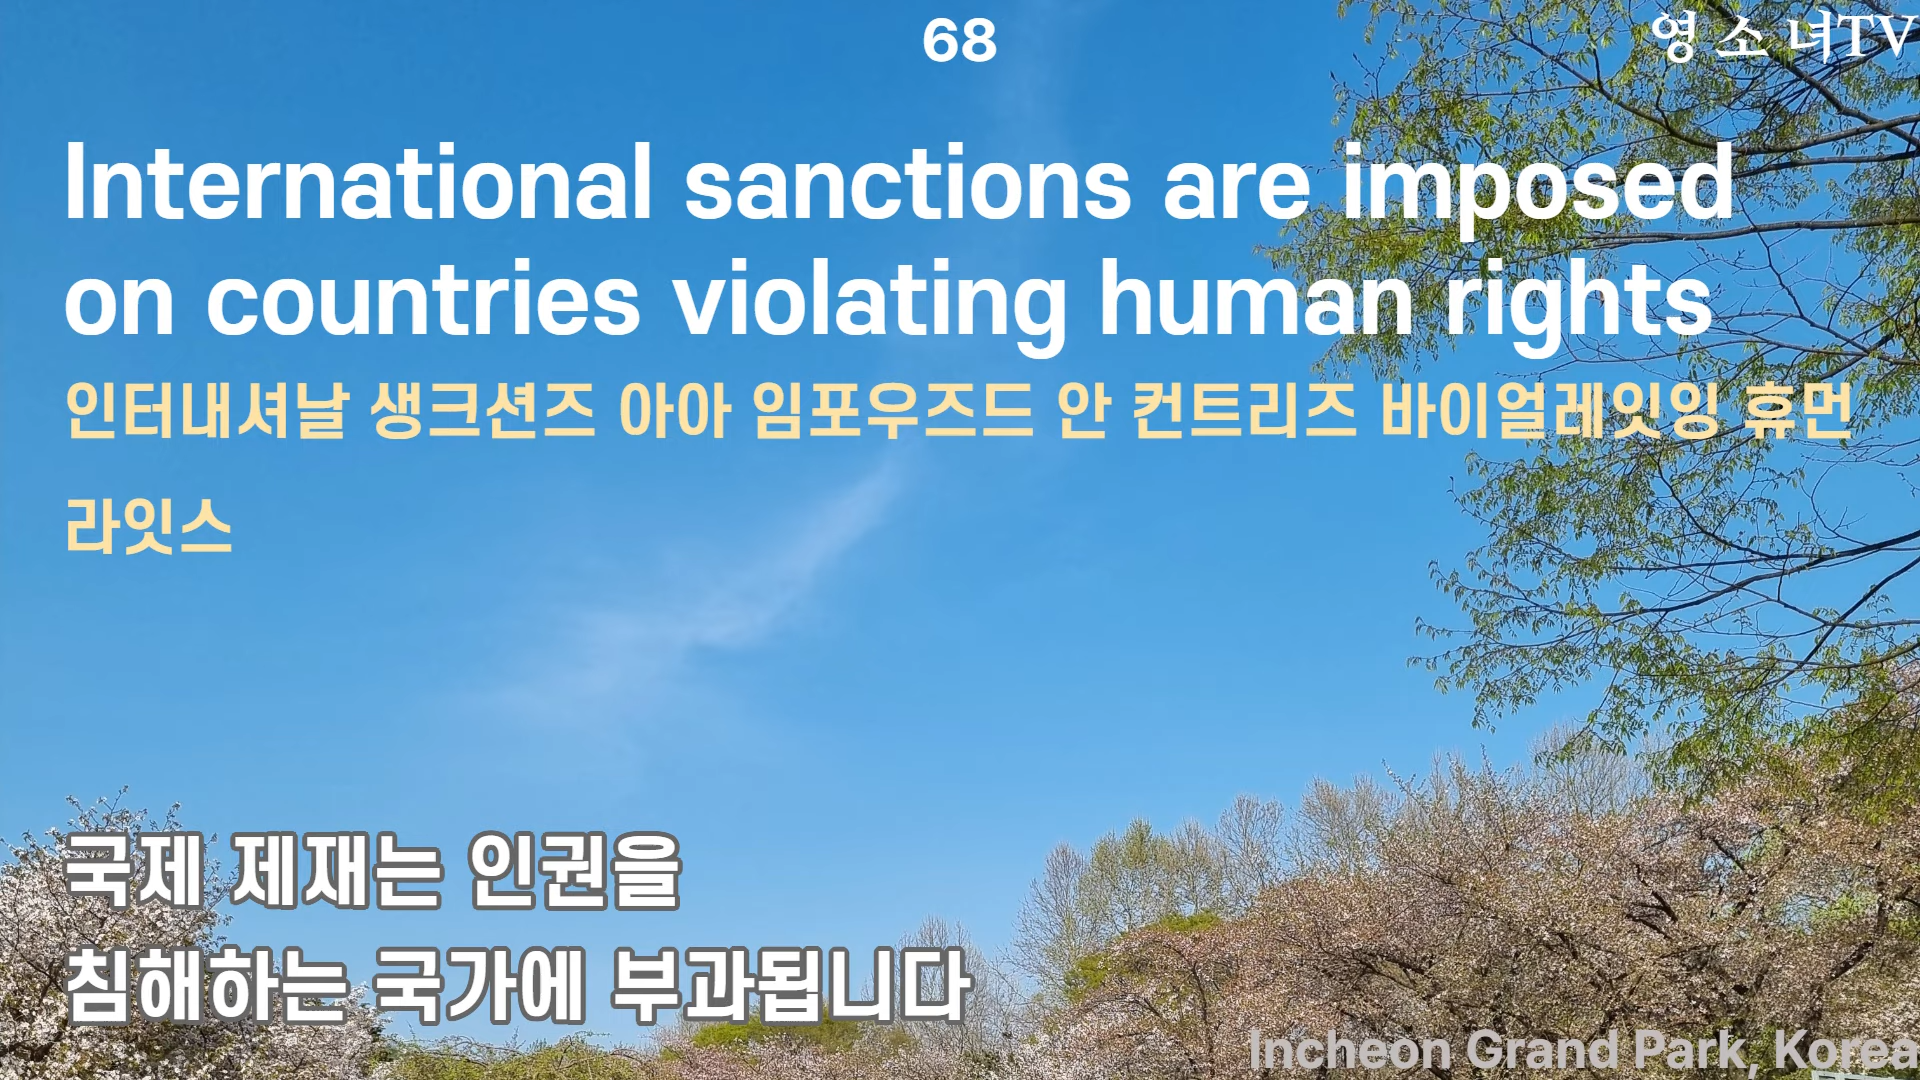 68
영소녀TV
International sanctions are imposed
on countries violating human rights
인터내셔날 생크션즈 아아 임포우즈드 안 컨트리즈 바이얼레잇잉 휴먼
라잇스
국제 제재는 인권을
침해하는 국가에 부과됩니다
Incheon Grand Park, Korea